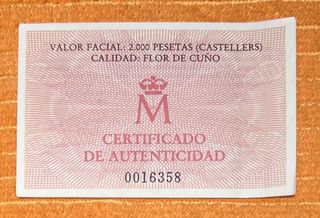 VALOR FACIAL: 2.000 PESETAS (CASTELLERS)
CALIDAD: FLOR DE CUÑO
M
CERTIFICADO
DE AUTENTICIDAD
0016358